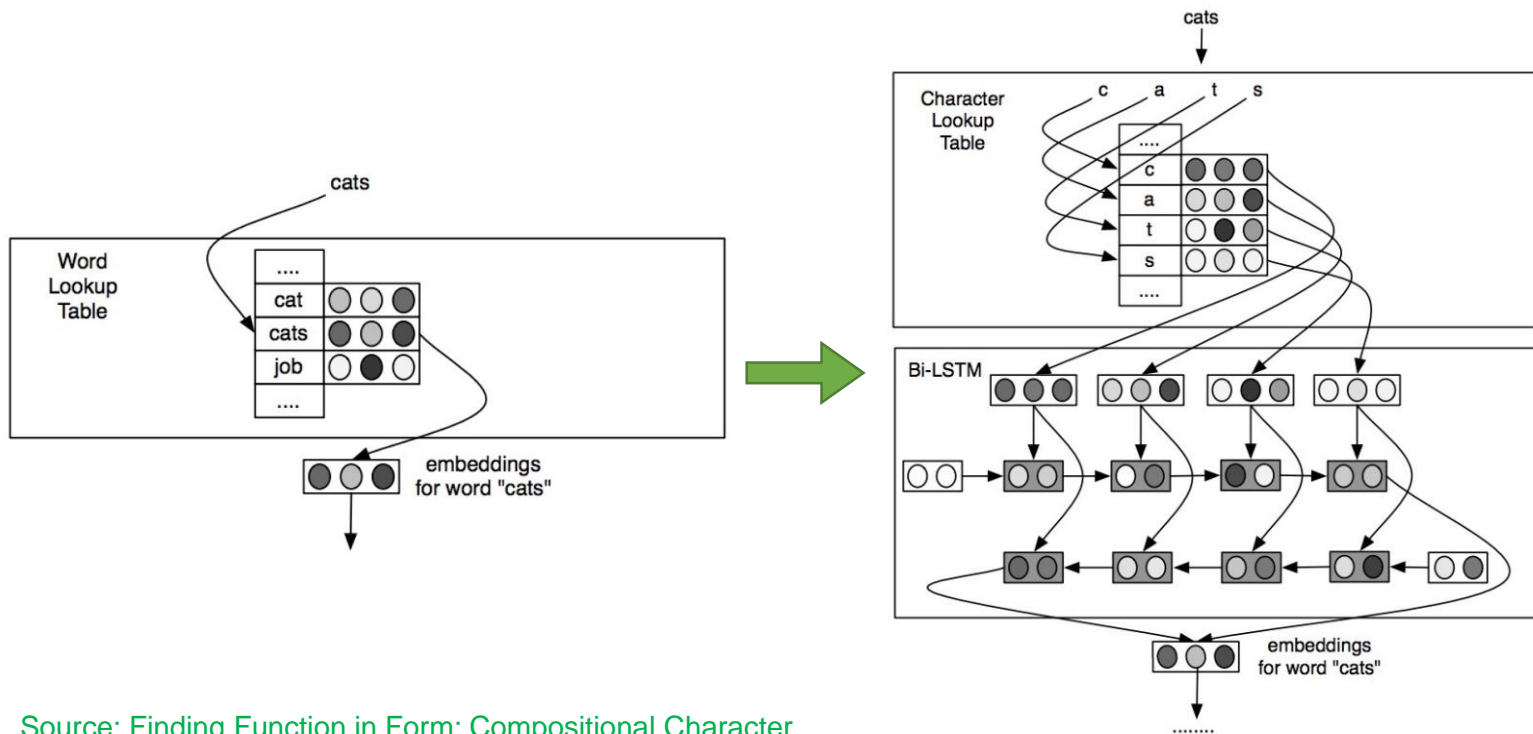 cats
Word
Lookup
Table
....
cat
cats
job
....
embeddings
for word "cats"
cats
Character
Lookup
Table
c a t s
....
c
a
t
s
....
Bi-LSTM
embeddings
for word "cats"
........
Source: Finding Function in Form: Compositional Character